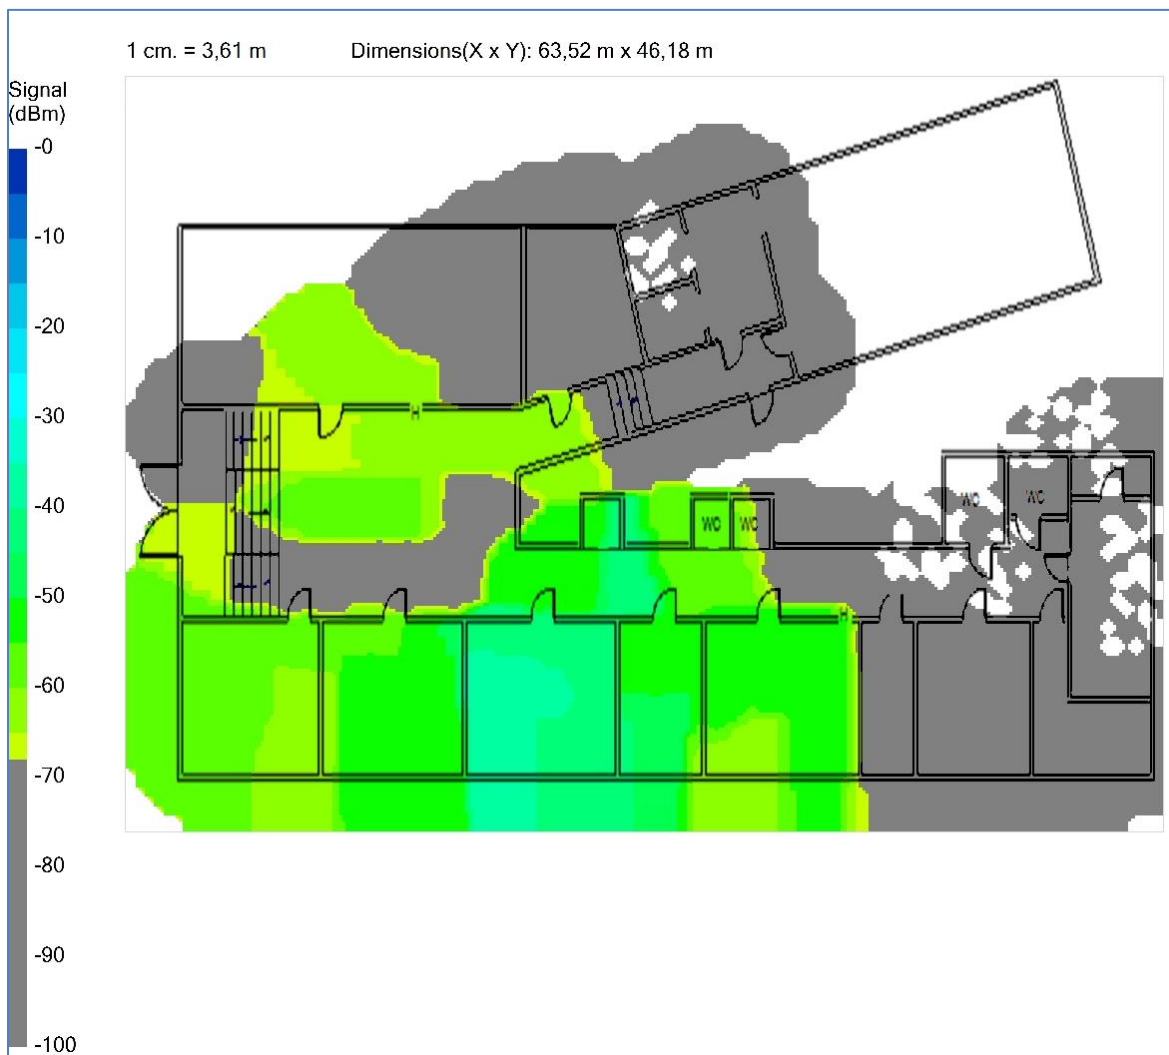 1 cm. = 3,61 m Dimensions(X x Y): 63,52 m x 46,18 m
Signal
(dBm)
-0
-10
-20
-30
-40
-50
-60
-70
-80
-90
-100
H
WC
WC
WC
WC
H